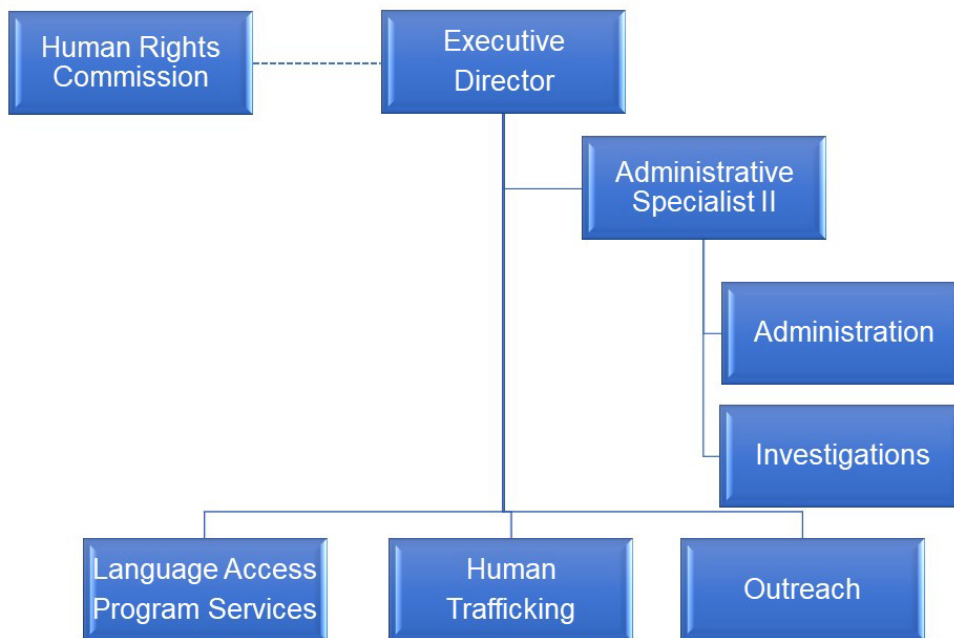 Human Rights
Commission
Executive
Director
Administrative
Specialist II
Administration
Investigations
Language Access
Program Services
Human
Trafficking
Outreach